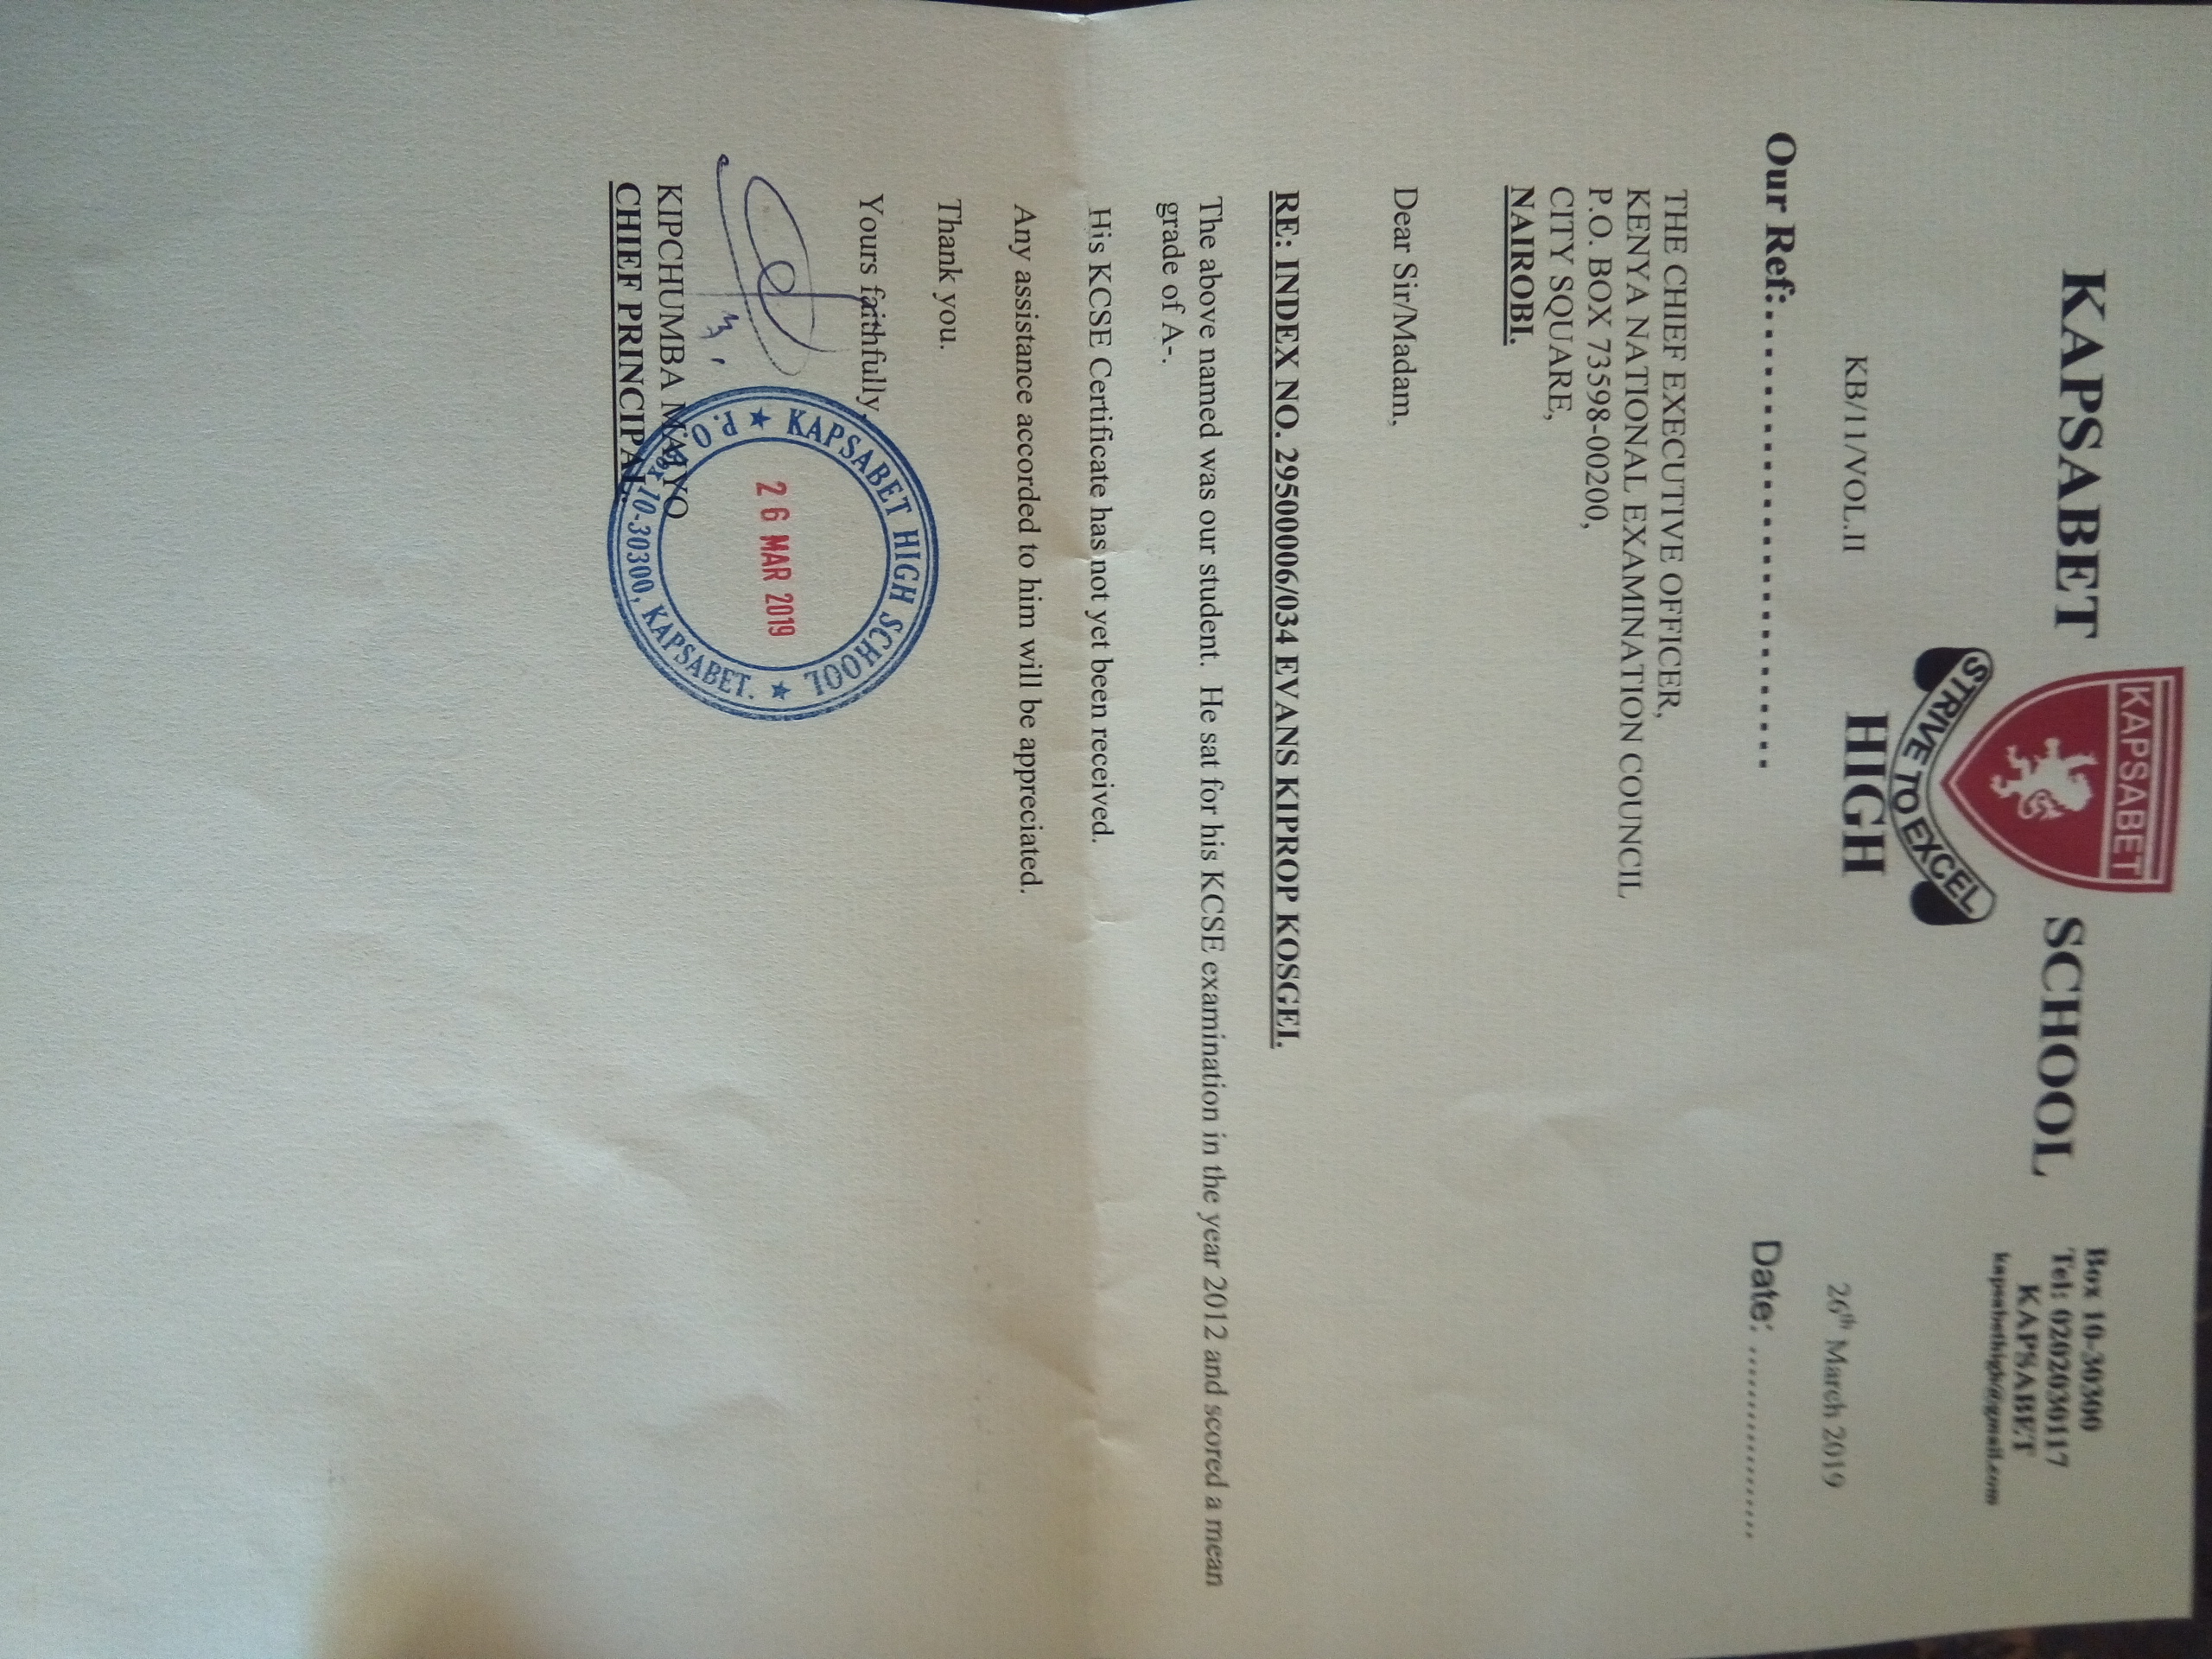 KAPSABET
KAPSABET
SCHOOL
STRIVE TO EXCEL
HIGH
Box 10-30300
Tel: 0202030117
KAPSABET
kapsabethigh@gmail.com
KB/11/VOL.II
26th March 2019
Our Ref:..........................
Date: ...................
THE CHIEF EXECUTIVE OFFICER,
KENYA NATIONAL EXAMINATION COUNCIL
P.O. BOX 73598-00200,
CITY SQUARE,
NAIROBI.
Dear Sir/Madam,
RE: INDEX NO. 29500006/034 EVANS KIPROP KOSGEI.
The above named was our student. He sat for his KCSE examination in the year 2012 and scored a mean
grade of A-.
His KCSE Certificate has not yet been received.
Any assistance accorded to him will be appreciated.
Thank you.
Yours faithfully,
KAPSABET HIGH SCHOOL
26 MAR 2019
P.O. Box 10-30300, KAPSABET.
KIPCHUMBA MAIYO
CHIEF PRINCIPAL.